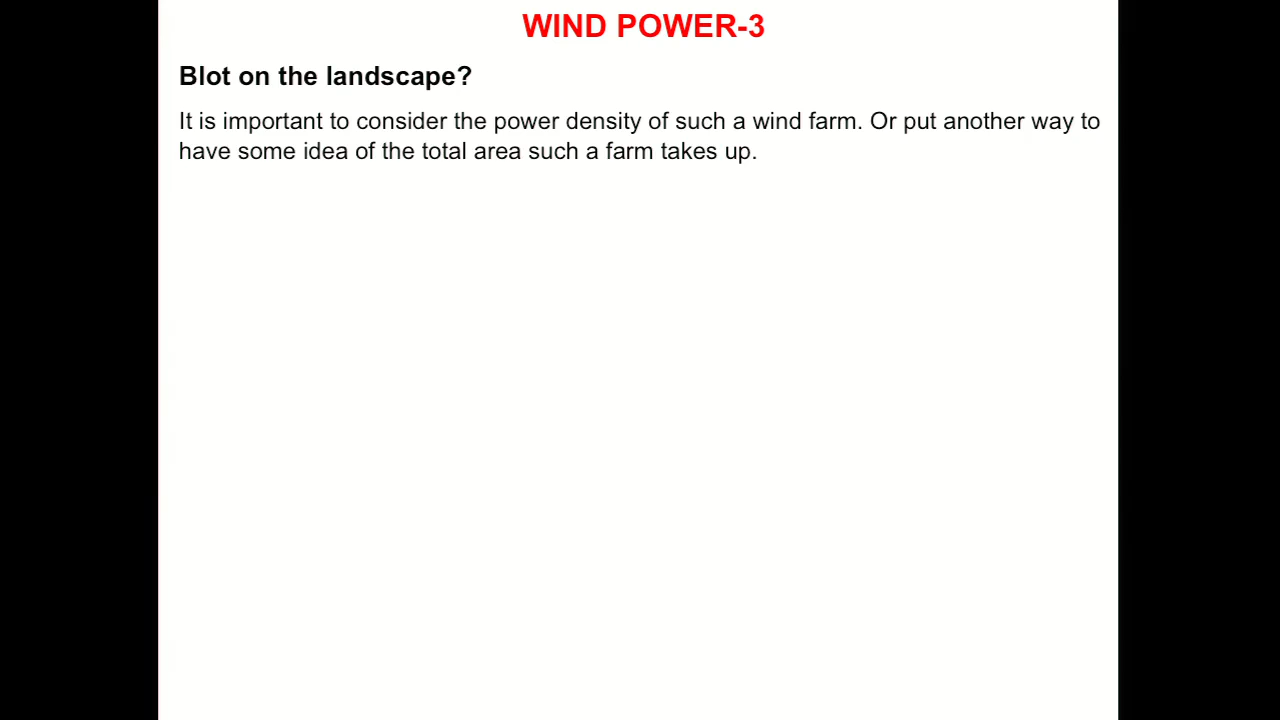 WIND POWER-3
Blot on the landscape?
It is important to consider the power density of such a wind farm. Or put another way to
have some idea of the total area such a farm takes up.